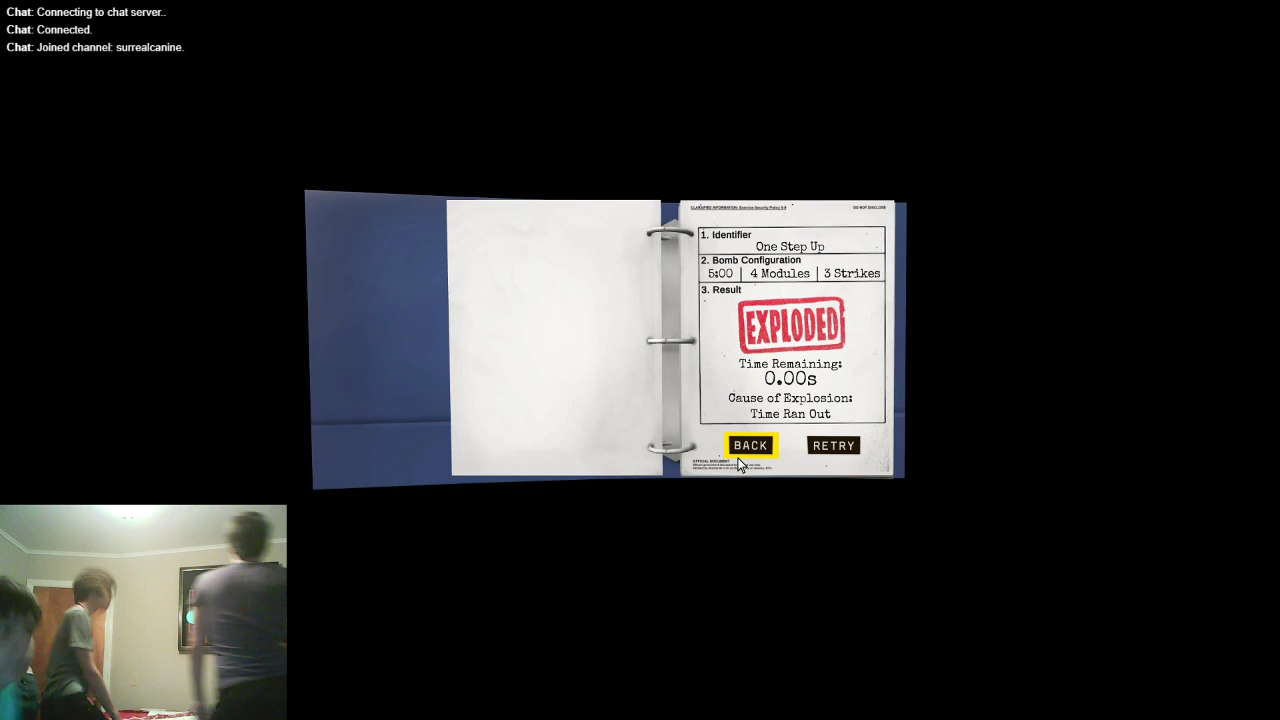 Chat: Connecting to chat server..
Chat: Connected.
Chat: Joined channel: surrealcanine.
CLASSIFIED INFORMATION: DO NOT DISCLOSE
1. Identifier
One Step Up
2. Bomb Configuration
5:00 | 4 Modules | 3 Strikes
3. Result
EXPLODED
Time Remaining:
0.00s
Cause of Explosion:
Time Ran Out
BACK RETRY
OFFICIAL DOCUMENT